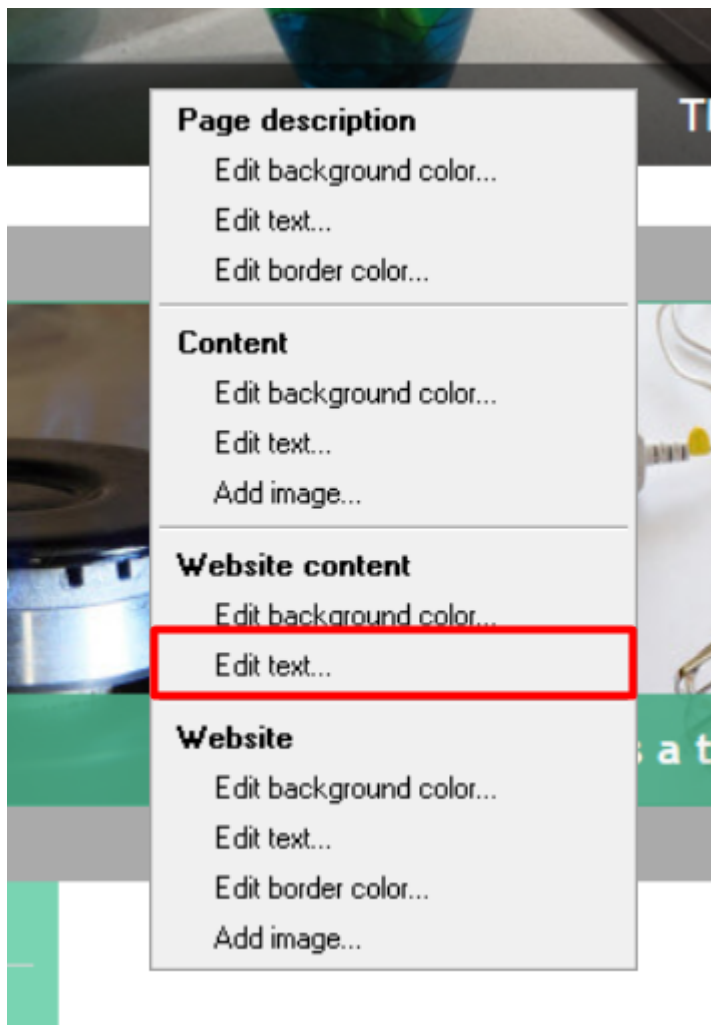 Th
Page description
Edit background color...
Edit text...
Edit border color...
Content
Edit background color...
Edit text...
Add image...
Website content
Edit background color...
Edit text...
Website
s a t
Edit background color...
Edit text...
Edit border color...
Add image...